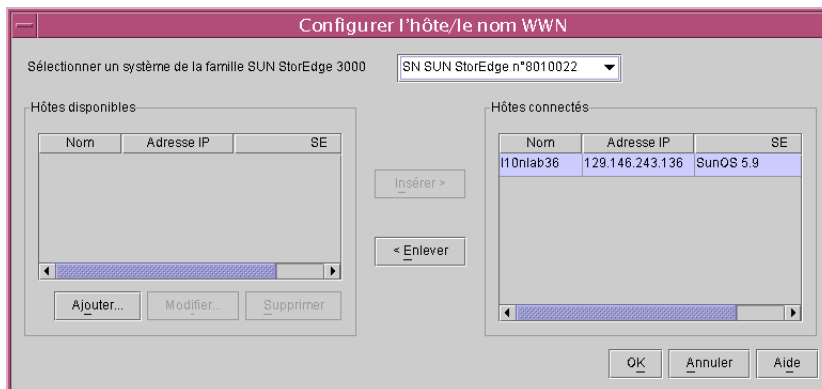 Configurer l'hôte/le nom WWN
Sélectionner un système de la famille SUN StorEdge 3000
SN SUN StorEdge n°8010022
Hôtes disponibles
Nom Adresse IP SE
Insérer >
< Enlever
Ajouter... Modifier... Supprimer
Hôtes connectés
Nom Adresse IP SE
l10nlab36 129.146.243.136 SunOS 5.9
OK Annuler Aide